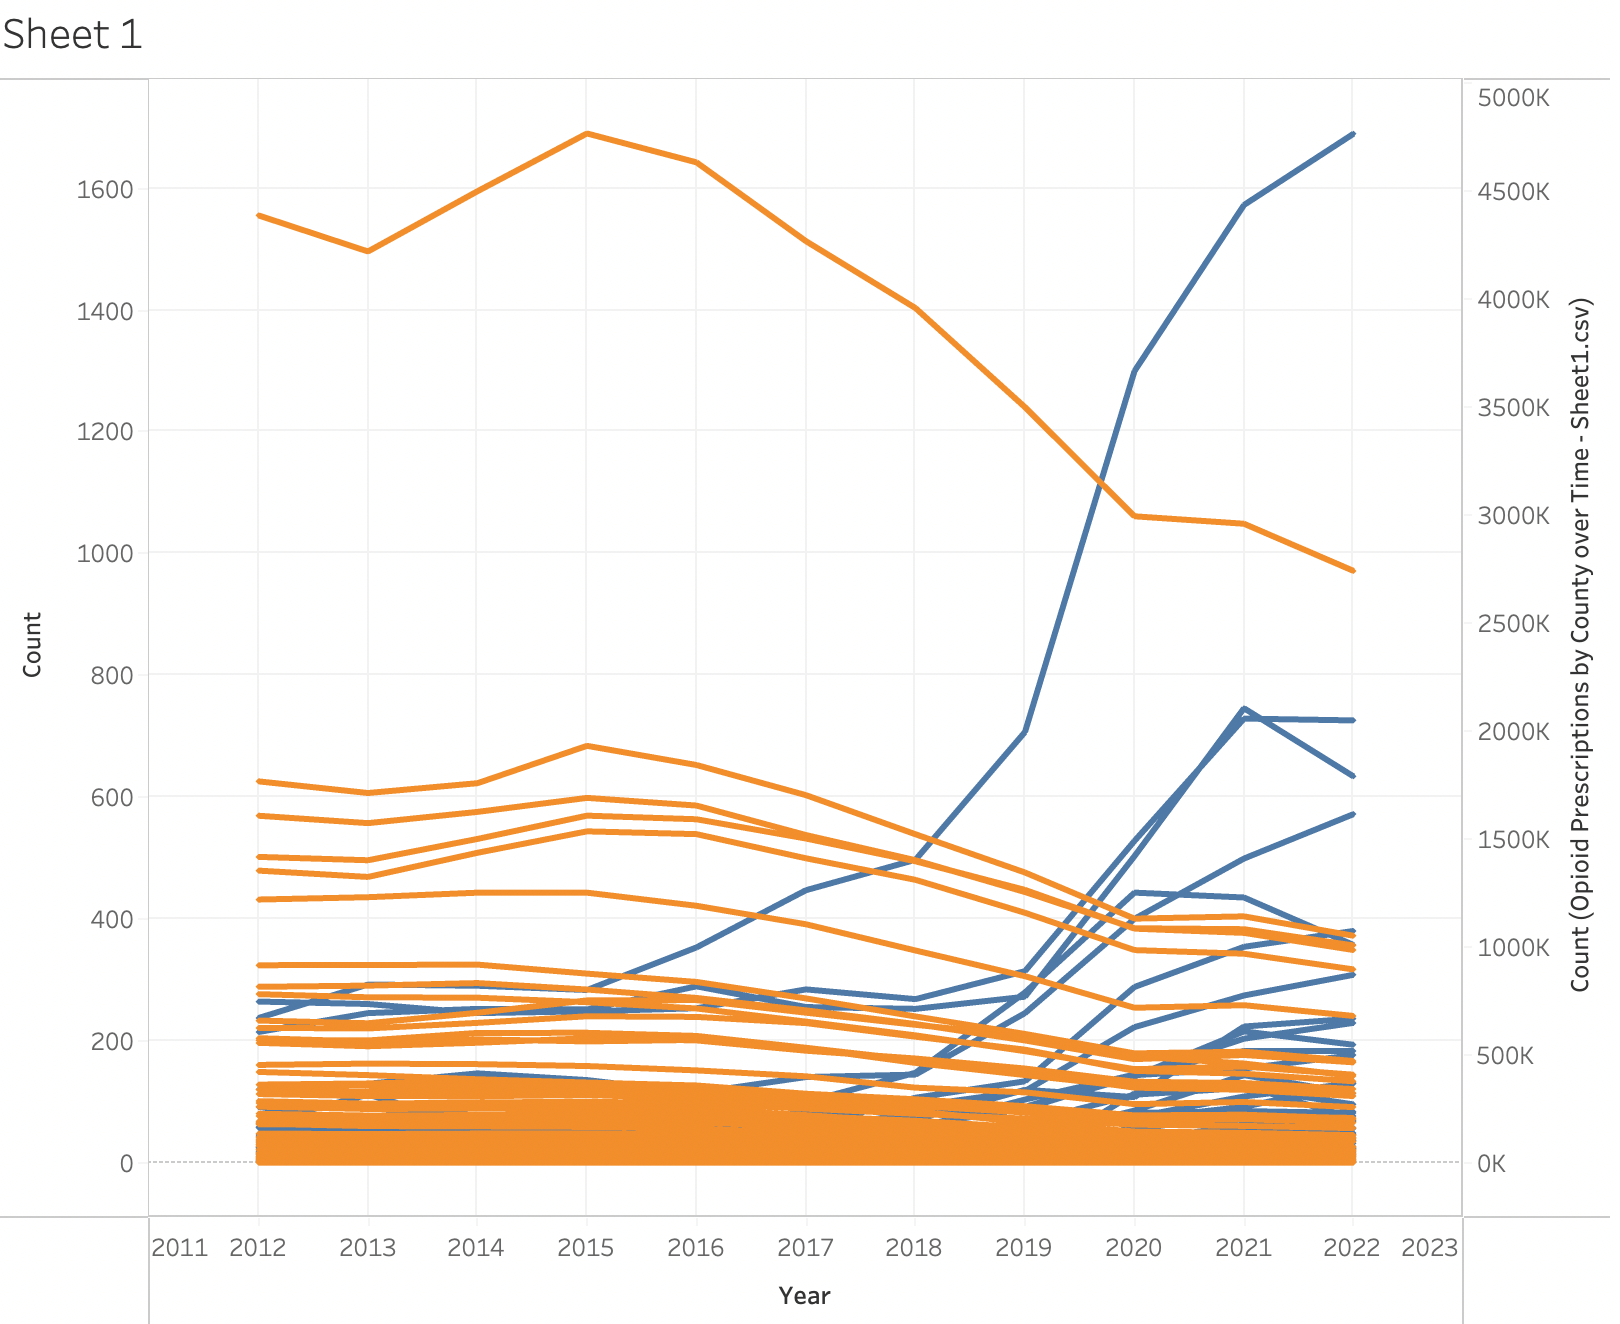 Sheet 1
Count
1600
1400
1200
1000
800
600
400
200
0
5000K
4500K
4000K
3500K
3000K
2500K
2000K
1500K
1000K
500K
0K
Count (Opioid Prescriptions by County over Time - Sheet1.csv)
2011 2012 2013 2014 2015 2016 2017 2018 2019 2020 2021 2022 2023
Year